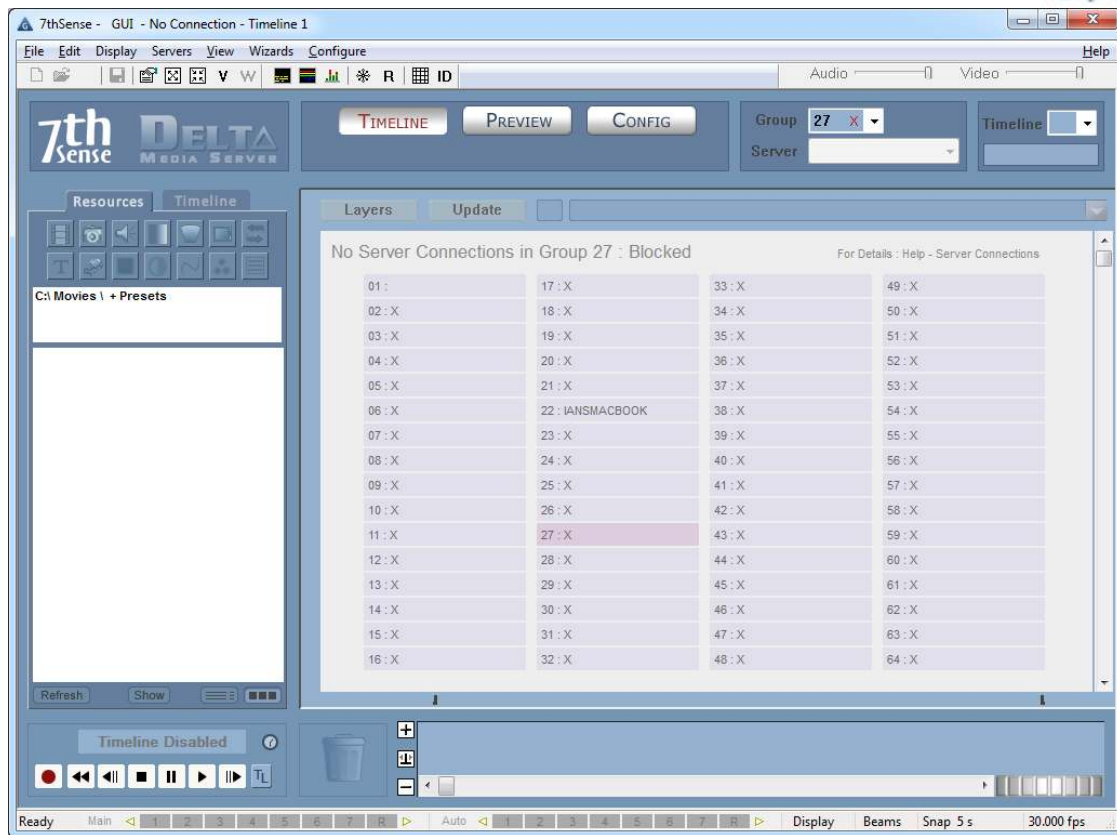 7thSense - GUI - No Connection - Timeline 1
File Edit Display Servers View Wizards Configure Help
V W R ID Audio Video
7th Sense DELTA MEDIA SERVER
TIMELINE PREVIEW CONFIG
Group 27 X
Server
Timeline
Resources Timeline
T
C:\ Movies \ + Presets
Layers Update
No Server Connections in Group 27 : Blocked For Details : Help - Server Connections
01 : 17 : X 33 : X 49 : X
02 : X 18 : X 34 : X 50 : X
03 : X 19 : X 35 : X 51 : X
04 : X 20 : X 36 : X 52 : X
05 : X 21 : X 37 : X 53 : X
06 : X 22 : IANSMACBOOK 38 : X 54 : X
07 : X 23 : X 39 : X 55 : X
08 : X 24 : X 40 : X 56 : X
09 : X 25 : X 41 : X 57 : X
10 : X 26 : X 42 : X 58 : X
11 : X 27 : X 43 : X 59 : X
12 : X 28 : X 44 : X 60 : X
13 : X 29 : X 45 : X 61 : X
14 : X 30 : X 46 : X 62 : X
15 : X 31 : X 47 : X 63 : X
16 : X 32 : X 48 : X 64 : X
Refresh Show
Timeline Disabled
TL
Ready Main 1 2 3 4 5 6 7 R Auto 1 2 3 4 5 6 7 R Display Beams Snap 5 s 30.000 fps